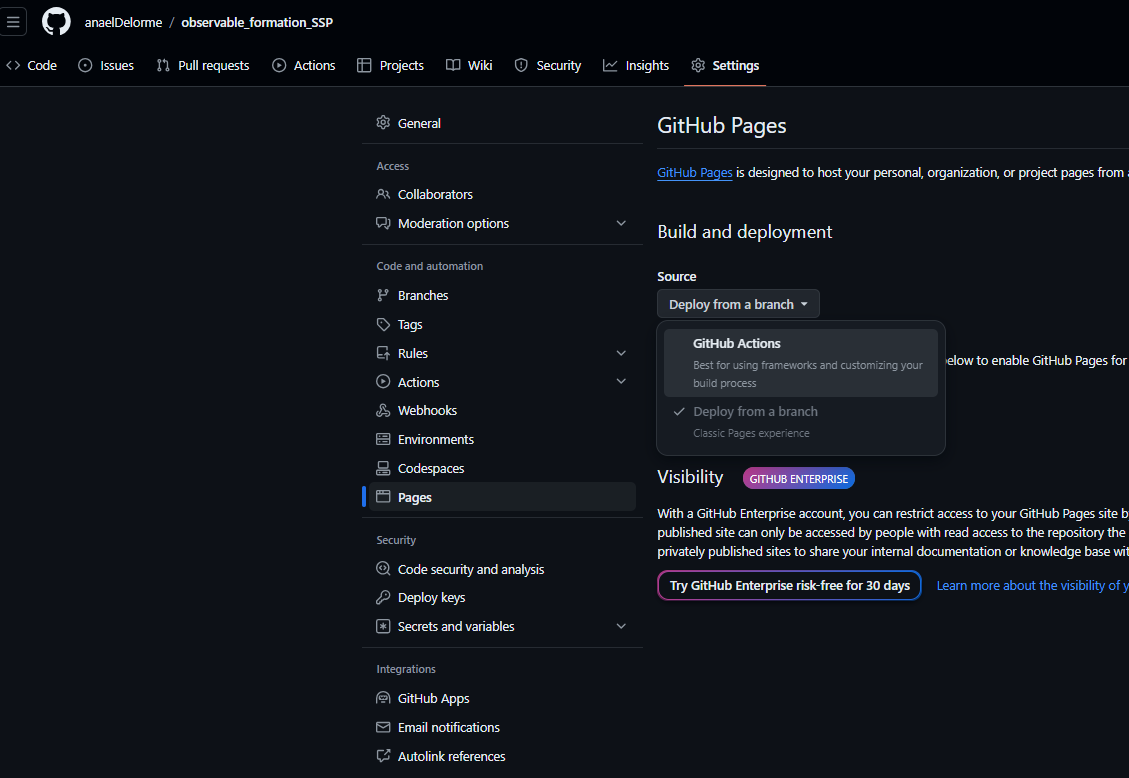 anaelDelorme / observable_formation_SSP
Code Issues Pull requests Actions Projects Wiki Security Insights Settings
General
Access
Collaborators
Moderation options
Code and automation
Branches
Tags
Rules
Actions
Webhooks
Environments
Codespaces
Pages
Security
Code security and analysis
Deploy keys
Secrets and variables
Integrations
GitHub Apps
Email notifications
Autolink references
GitHub Pages
GitHub Pages is designed to host your personal, organization, or project pages from
Build and deployment
Source
Deploy from a branch
GitHub Actions
Best for using frameworks and customizing your
build process
elow to enable GitHub Pages for
Deploy from a branch
Classic Pages experience
Visibility GITHUB ENTERPRISE
With a GitHub Enterprise account, you can restrict access to your GitHub Pages site by
published site can only be accessed by people with read access to the repository the
privately published sites to share your internal documentation or knowledge base wit
Try GitHub Enterprise risk-free for 30 days Learn more about the visibility of y